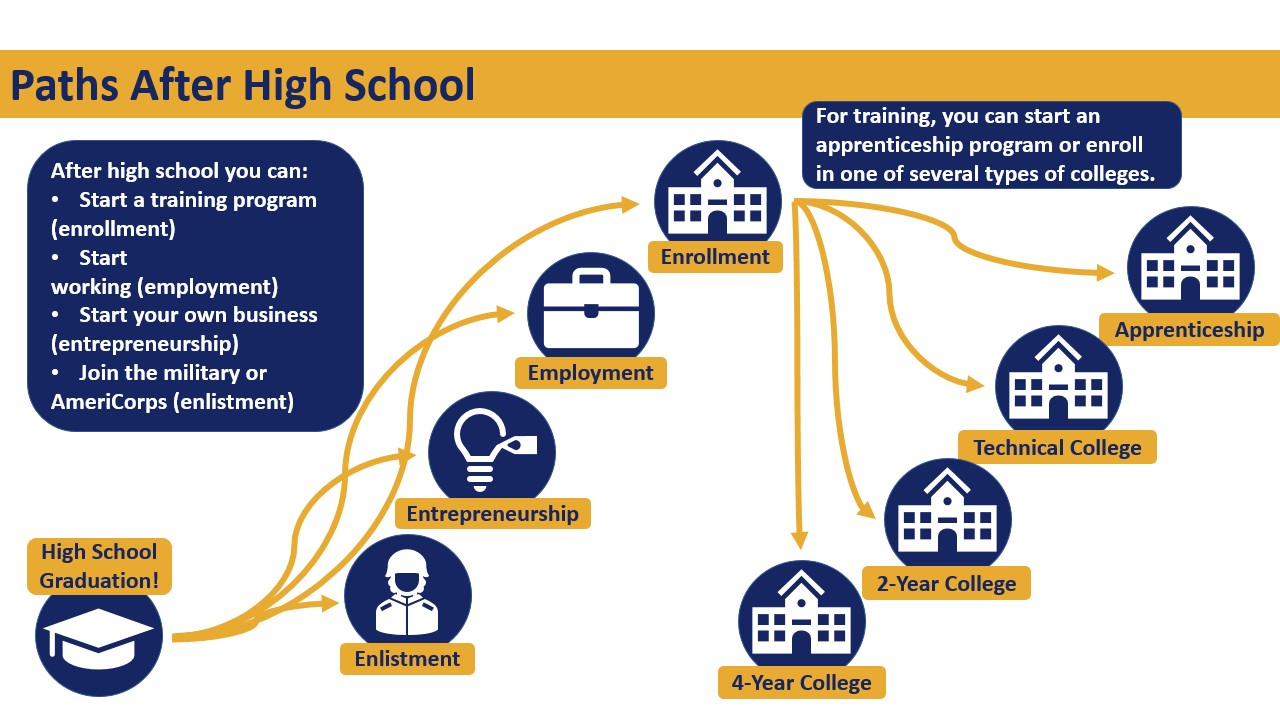 Paths After High School
After high school you can:
• Start a training program
(enrollment)
• Start
working (employment)
• Start your own business
(entrepreneurship)
• Join the military or
AmeriCorps (enlistment)
For training, you can start an
apprenticeship program or enroll
in one of several types of colleges.
Enrollment
Employment
Entrepreneurship
Enlistment
High School
Graduation!
Apprenticeship
Technical College
2-Year College
4-Year College